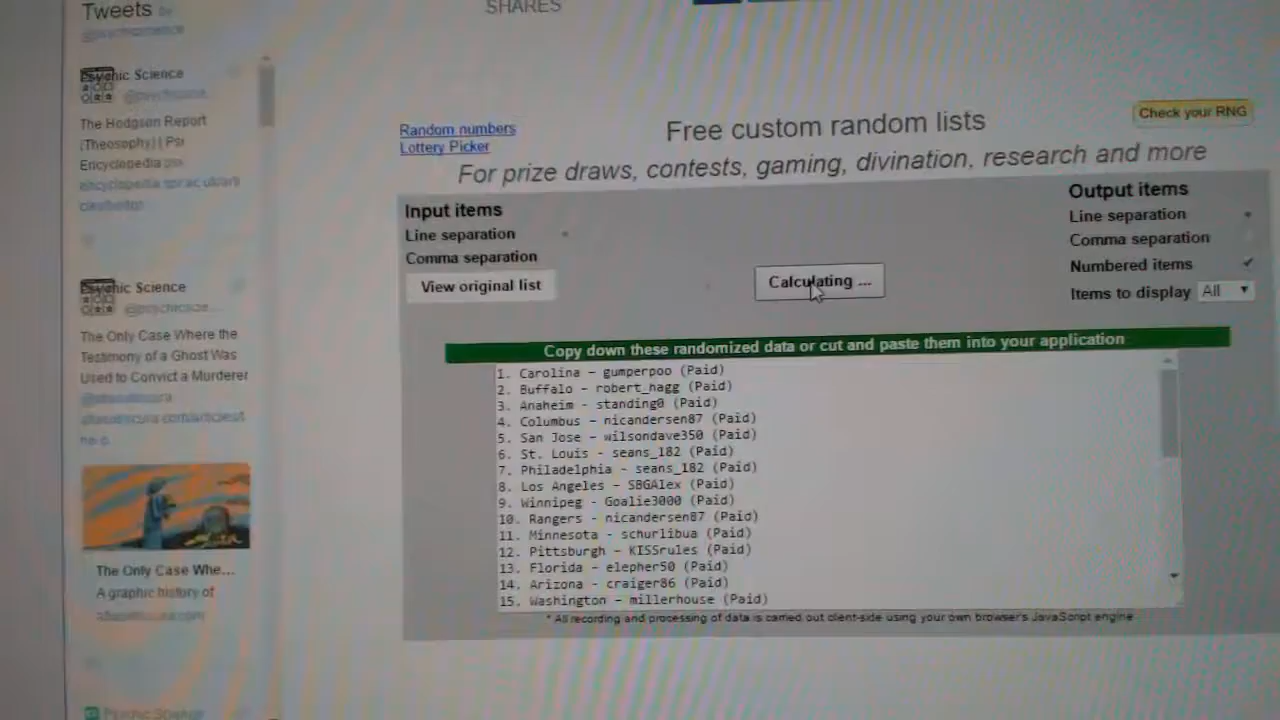 SHARES
Tweets by
Psychic Science
The Hodgson Report
(Theosophy) | Psi
Encyclopedia
Psychic Science
The Only Case Where the
Testimony of a Ghost Was
Used to Convict a Murderer
The Only Case Whe...
A graphic history of
Psychic Science
Random numbers
Lottery Picker
Free custom random lists
Check your RNG
For prize draws, contests, gaming, divination, research and more
Input items
Line separation
Comma separation
View original list
Calculating ...
Output items
Line separation
Comma separation
Numbered items
Items to display All
Copy down these randomized data or cut and paste them into your application
1. Carolina - gumperpoo (Paid)
2. Buffalo - robert_hagg (Paid)
3. Anaheim - standing0 (Paid)
4. Columbus - nicandersen87 (Paid)
5. San Jose - wilsondave350 (Paid)
6. St. Louis - seans_182 (Paid)
7. Philadelphia - seans_182 (Paid)
8. Los Angeles - SBGAlex (Paid)
9. Winnipeg - Goalie3000 (Paid)
10. Rangers - nicandersen87 (Paid)
11. Minnesota - schurlibua (Paid)
12. Pittsburgh - KISSrules (Paid)
13. Florida - elepher50 (Paid)
14. Arizona - craiger86 (Paid)
15. Washington - millerhouse (Paid)
* All recording and processing of data is carried out client-side using your own browser's JavaScript engine